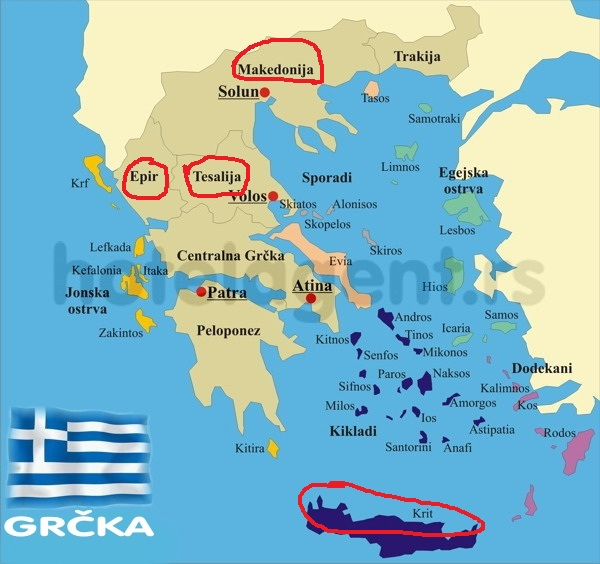 Trakija
Makedonija
Solun
Tasos
Samotraki
Limnos
Epir
Tesalija
Krf
Sporadi
Egejska
ostrva
Volos
Skiatos
Alonisos
Skopelos
Lesbos
Lefkada
Centralna Grčka
Skiros
Evia
hotelagent.rs
Kefalonia
Itaka
Jonska
ostrva
Patra
Atina
Hios
Zakintos
Peloponez
Andros
Samos
Kitnos
Tinos
Icaria
Senfos
Mikonos
Dodekani
Paros
Naksos
Sifnos
Kalimnos
Milos
Amorgos
Kos
Ios
Kikladi
Astipatia
Rodos
Kitira
Santorini
Anafi
Krit
GRČKA